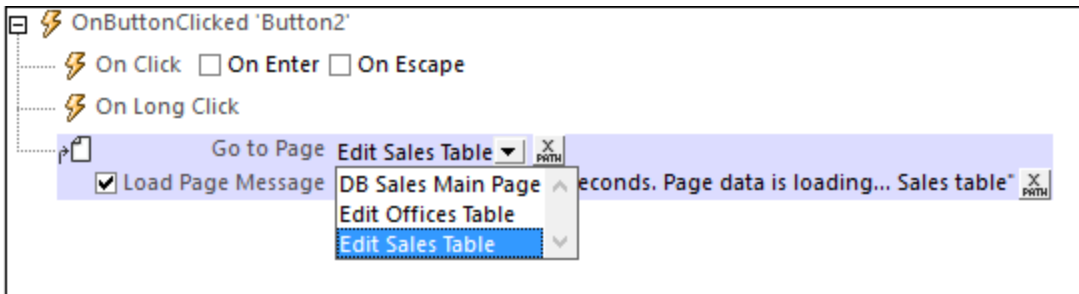 OnButtonClicked 'Button2'
On Click On Enter On Escape
On Long Click
Go to Page Edit Sales Table X PATH
Load Page Message econds. Page data is loading... Sales table" X PATH
DB Sales Main Page
Edit Offices Table
Edit Sales Table